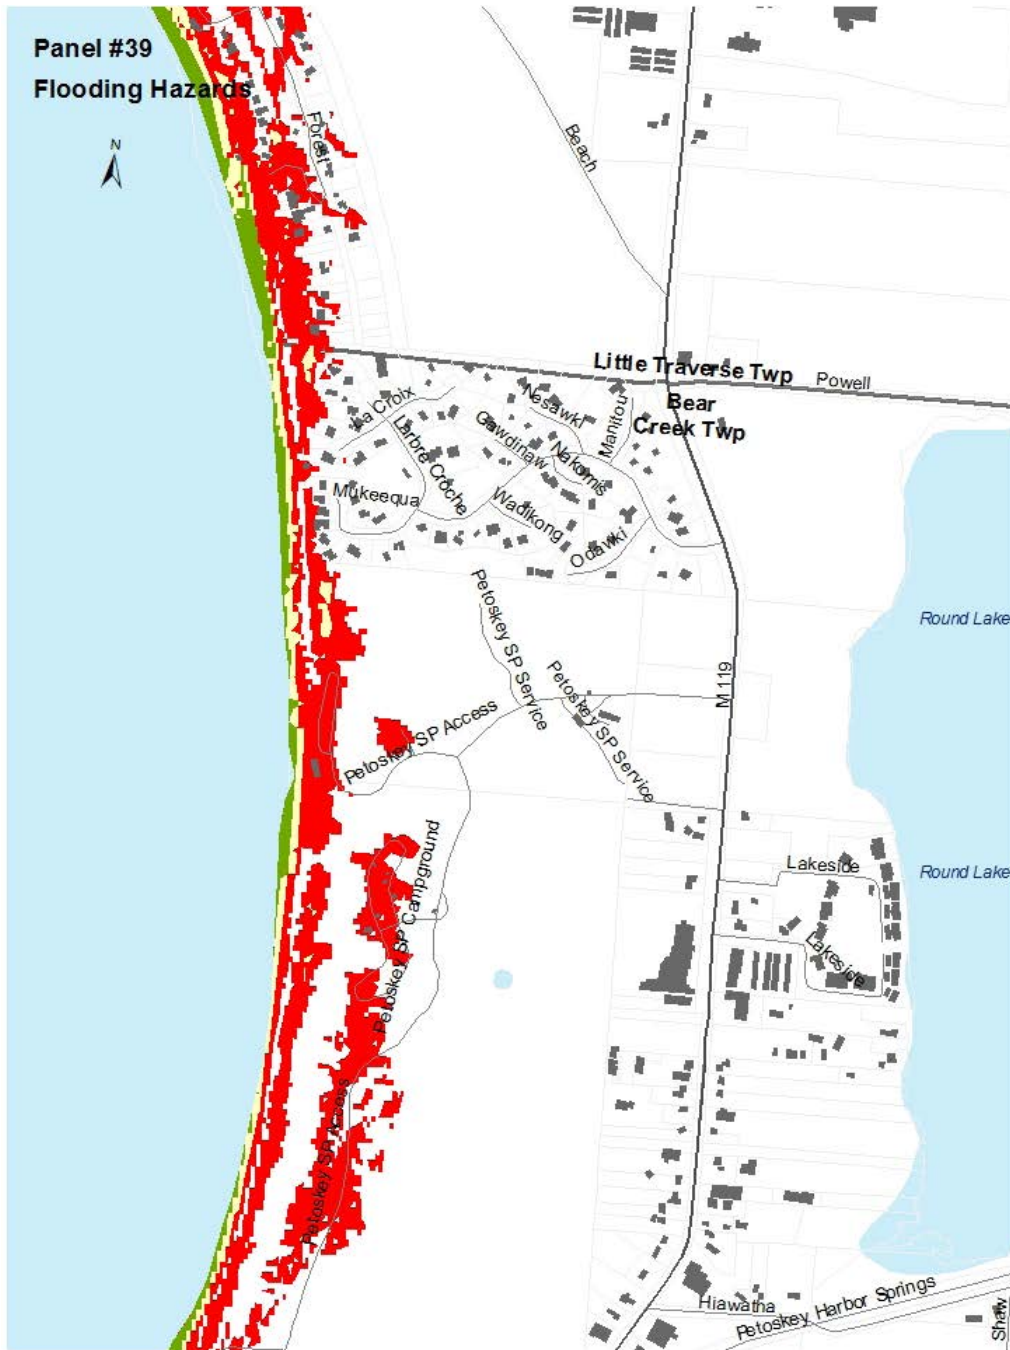 Panel #39
Flooding Hazards
N
Forest
Beach
Little Traverse Twp
Powell
Bear
Creek Twp
La Croix
Nesawki
Manitou
Gawdinaw
Larbre Croche
Nakomis
Mukeequa
Wadikong
Odawki
Petoskey SP Service
Round Lake
Petoskey SP Service
M 119
Petoskey SP Access
Petoskey SP Campground
Lakeside
Round Lake
Lakeside
Petoskey SP Access
Hiawatha
Petoskey Harbor Springs
Shaw